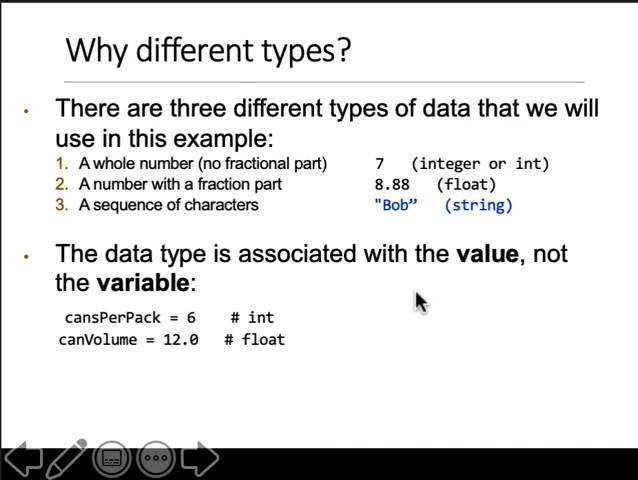 Why different types?
• There are three different types of data that we will
use in this example:
1. A whole number (no fractional part) 7 (integer or int)
2. A number with a fraction part 8.88 (float)
3. A sequence of characters "Bob” (string)
• The data type is associated with the value, not
the variable:
cansPerPack = 6 # int
canVolume = 12.0 # float